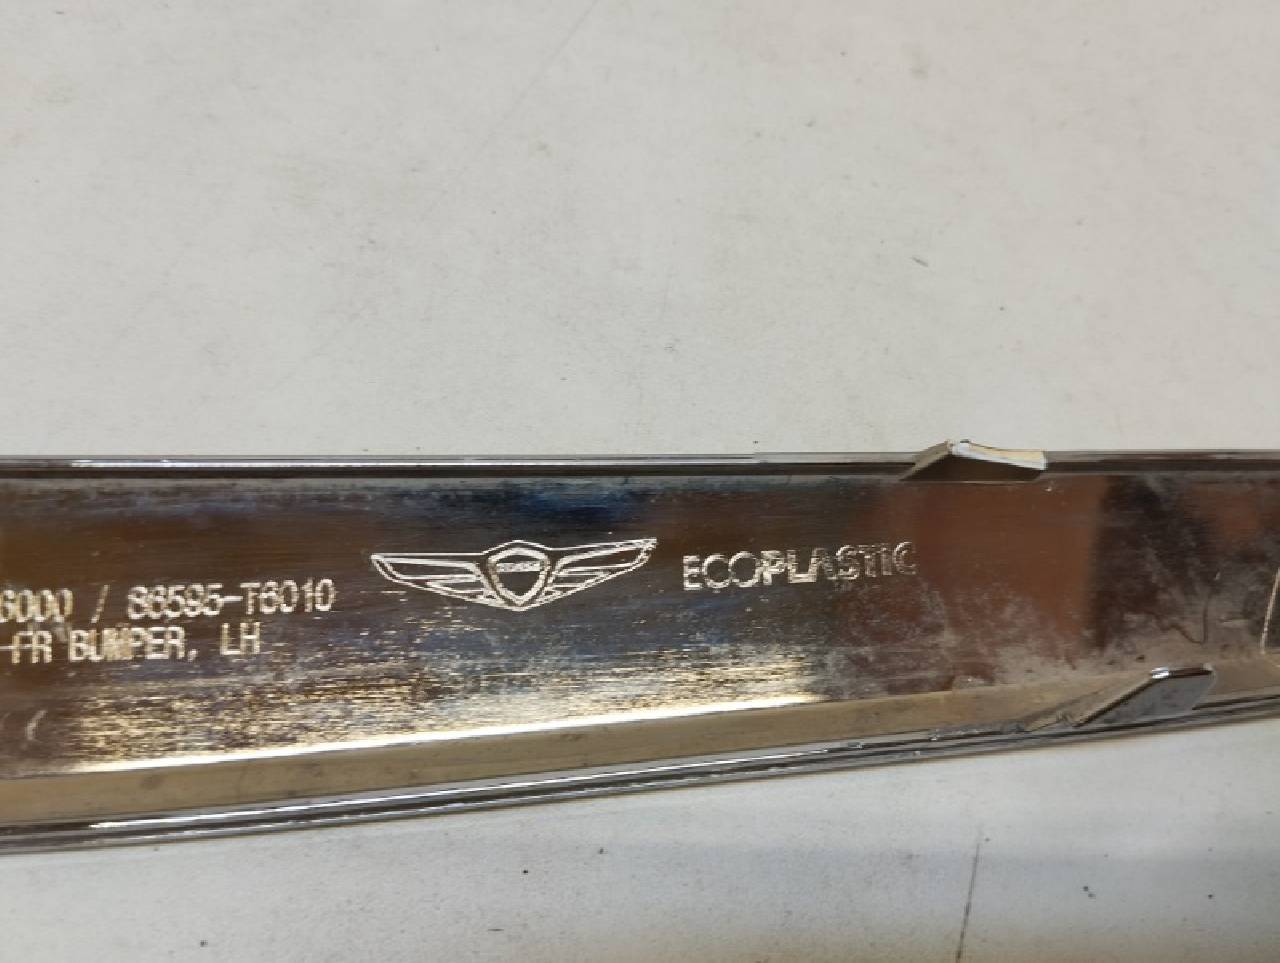 6000 / 86595-T6010
FR BUMPER, LH
ECOPLASTIC